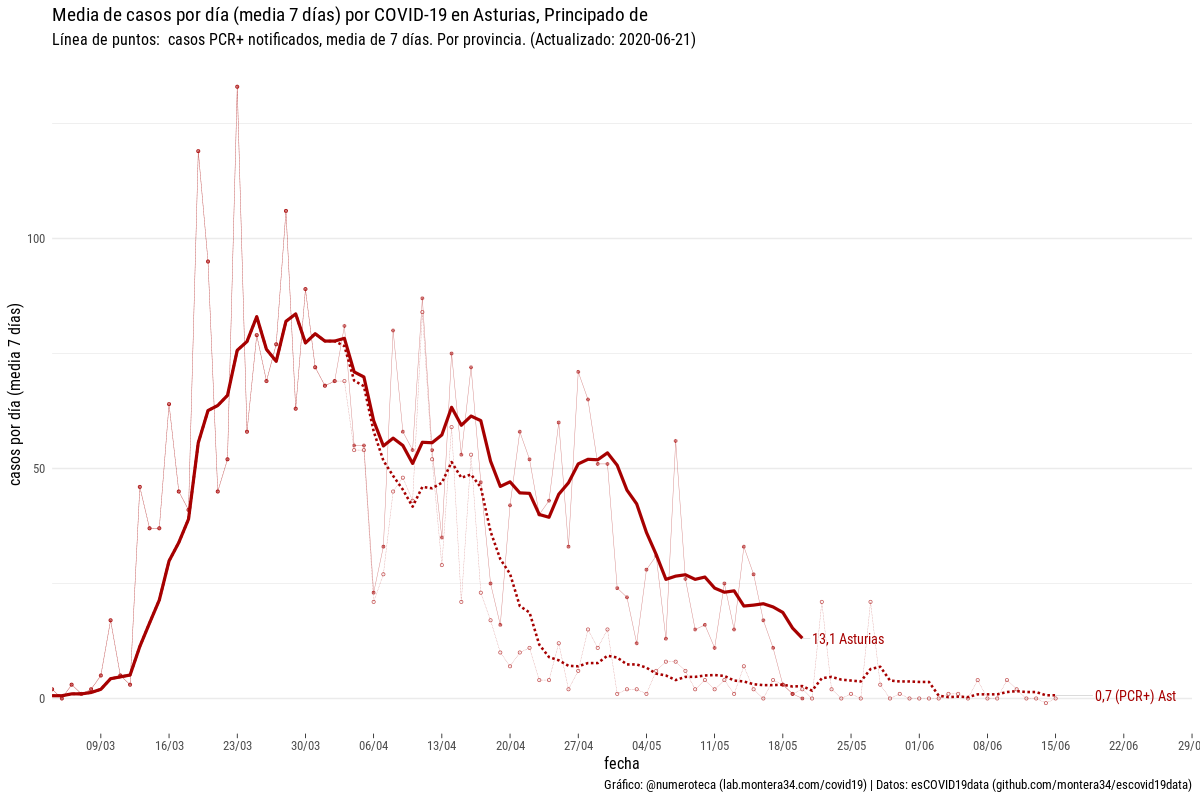 Media de casos por día (media 7 días) por COVID-19 en Asturias, Principado de
Línea de puntos:  casos PCR+ notificados, media de 7 días. Por provincia. (Actualizado: 2020-06-21)
casos por día (media 7 días)
100
50
0
13,1 Asturias
0,7 (PCR+) Ast
09/03 16/03 23/03 30/03 06/04 13/04 20/04 27/04 04/05 11/05 18/05 25/05 01/06 08/06 15/06 22/06 29/0
fecha
Gráfico: @numeroteca (lab.montera34.com/covid19) | Datos: esCOVID19data (github.com/montera34/escovid19data)